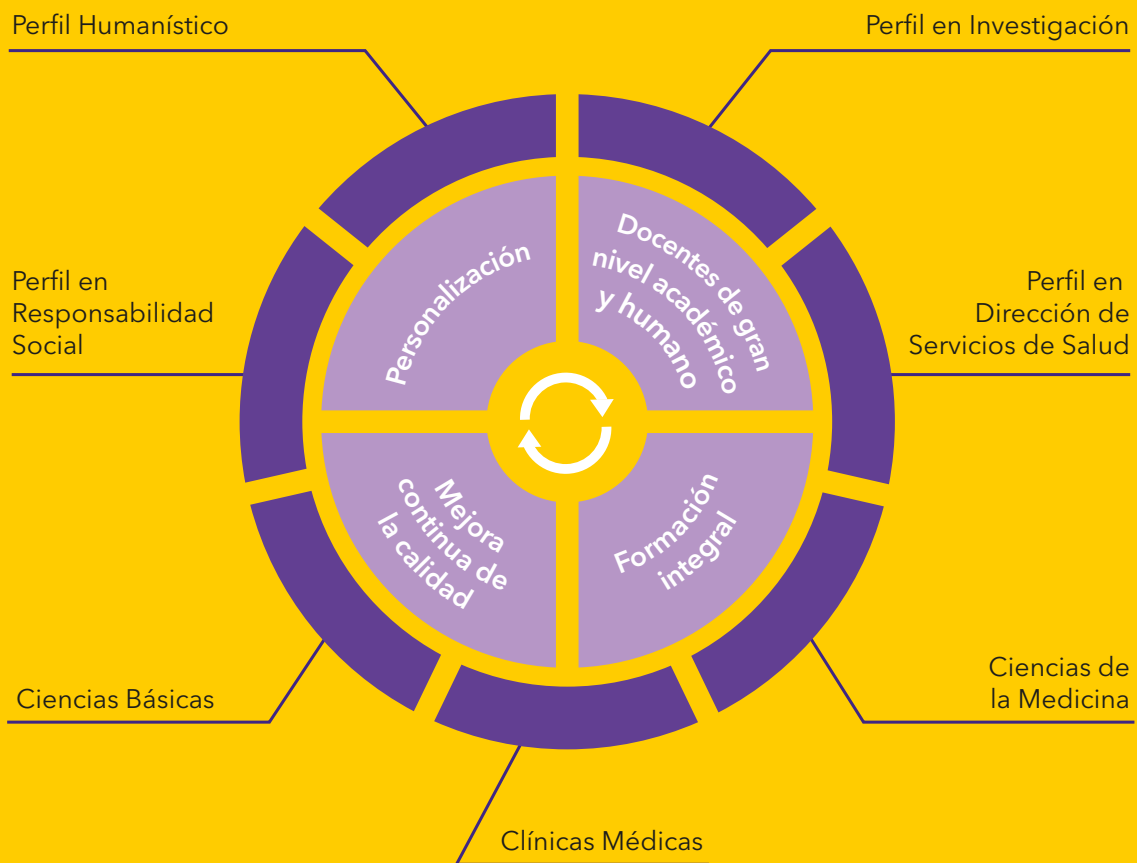 Perfil Humanístico
Perfil en Investigación
Personalización
Docentes de gran
nivel académico
y humano
Perfil en
Responsabilidad
Social
Perfil en
Dirección de
Servicios de Salud
Mejora
continua de
la calidad
Formación
integral
Ciencias Básicas
Ciencias de
la Medicina
Clínicas Médicas